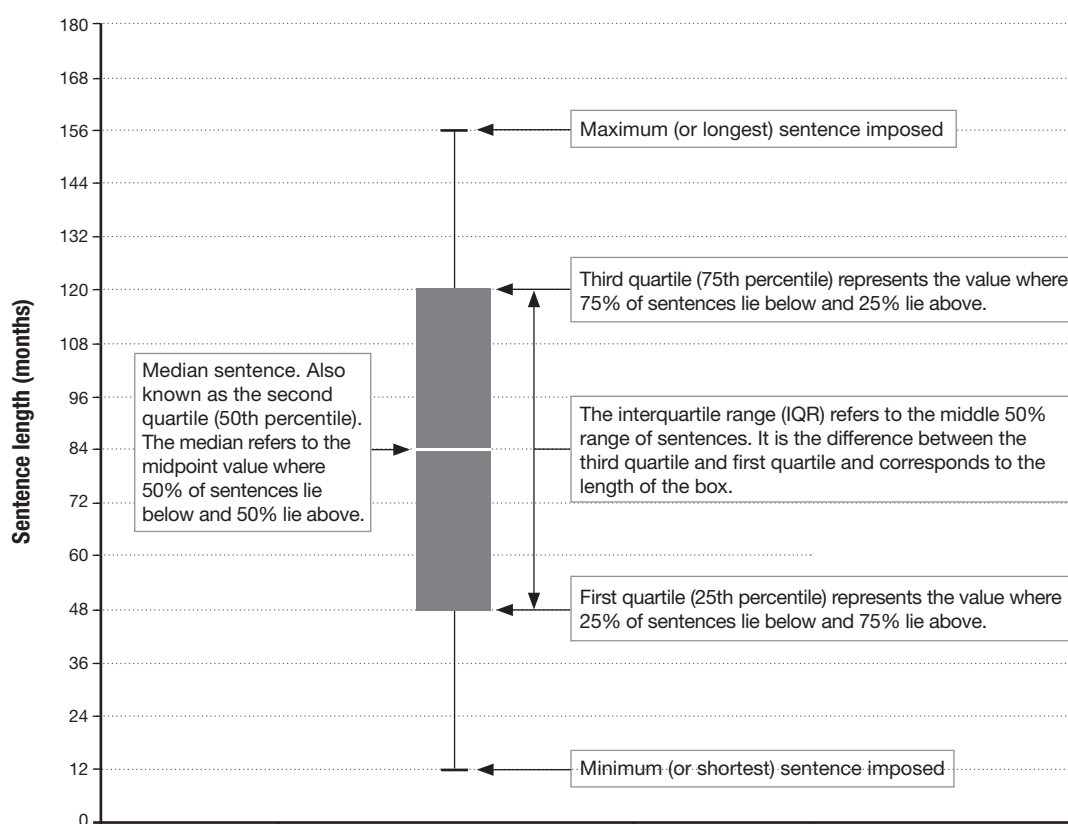 180
168
156
144
132
120
108
96
84
72
60
48
36
24
12
0
Sentence length (months)
Maximum (or longest) sentence imposed
Third quartile (75th percentile) represents the value where
75% of sentences lie below and 25% lie above.
Median sentence. Also
known as the second
quartile (50th percentile).
The median refers to the
midpoint value where
50% of sentences lie
below and 50% lie above.
The interquartile range (IQR) refers to the middle 50%
range of sentences. It is the difference between the
third quartile and first quartile and corresponds to the
length of the box.
First quartile (25th percentile) represents the value where
25% of sentences lie below and 75% lie above.
Minimum (or shortest) sentence imposed